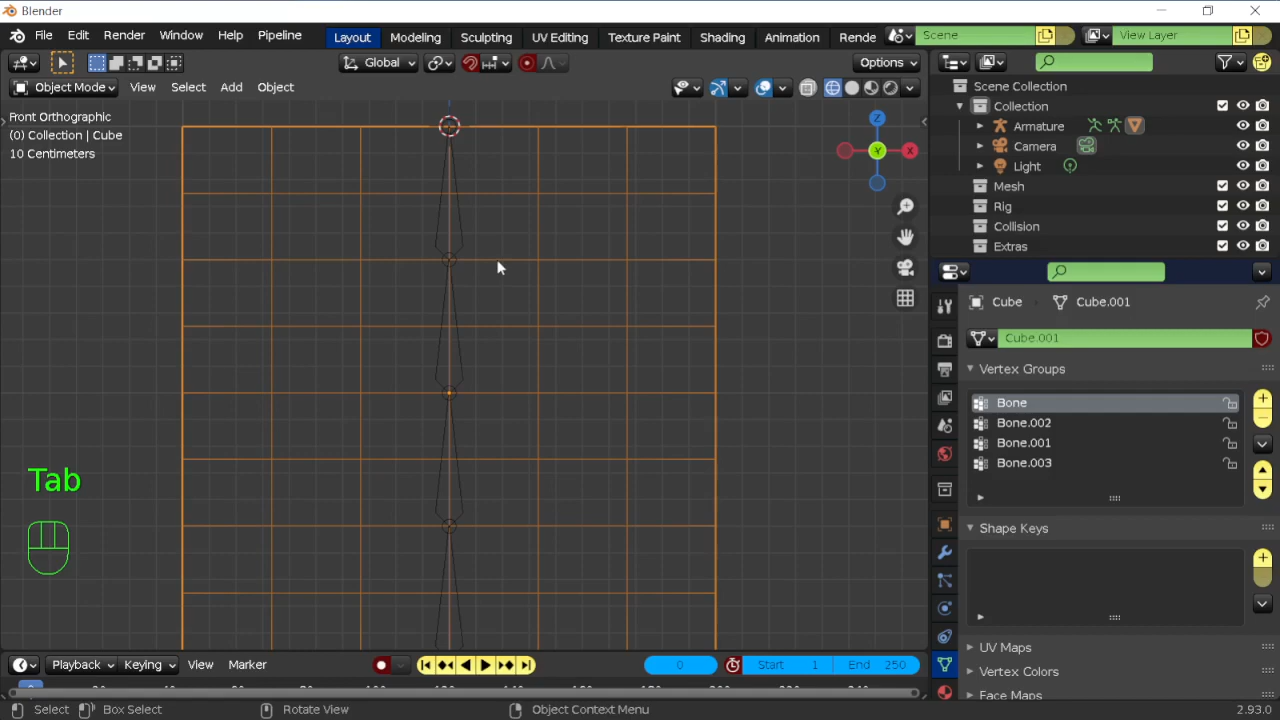 Blender
File Edit Render Window Help Pipeline
Layout Modeling Sculpting UV Editing Texture Paint Shading Animation Rende
Scene
View Layer
Global
Options
Object Mode View Select Add Object
Front Orthographic
(0) Collection | Cube
10 Centimeters
Z
X
-Y
Scene Collection
Collection
Armature
Camera
Light
Mesh
Rig
Collision
Extras
Cube Cube.001
Cube.001
Vertex Groups
Bone
Bone.002
Bone.001
Bone.003
Shape Keys
UV Maps
Vertex Colors
Face Maps
Tab
Playback Keying View Marker
0
Start 1
End 250
Select Box Select Rotate View Object Context Menu 2.93.0